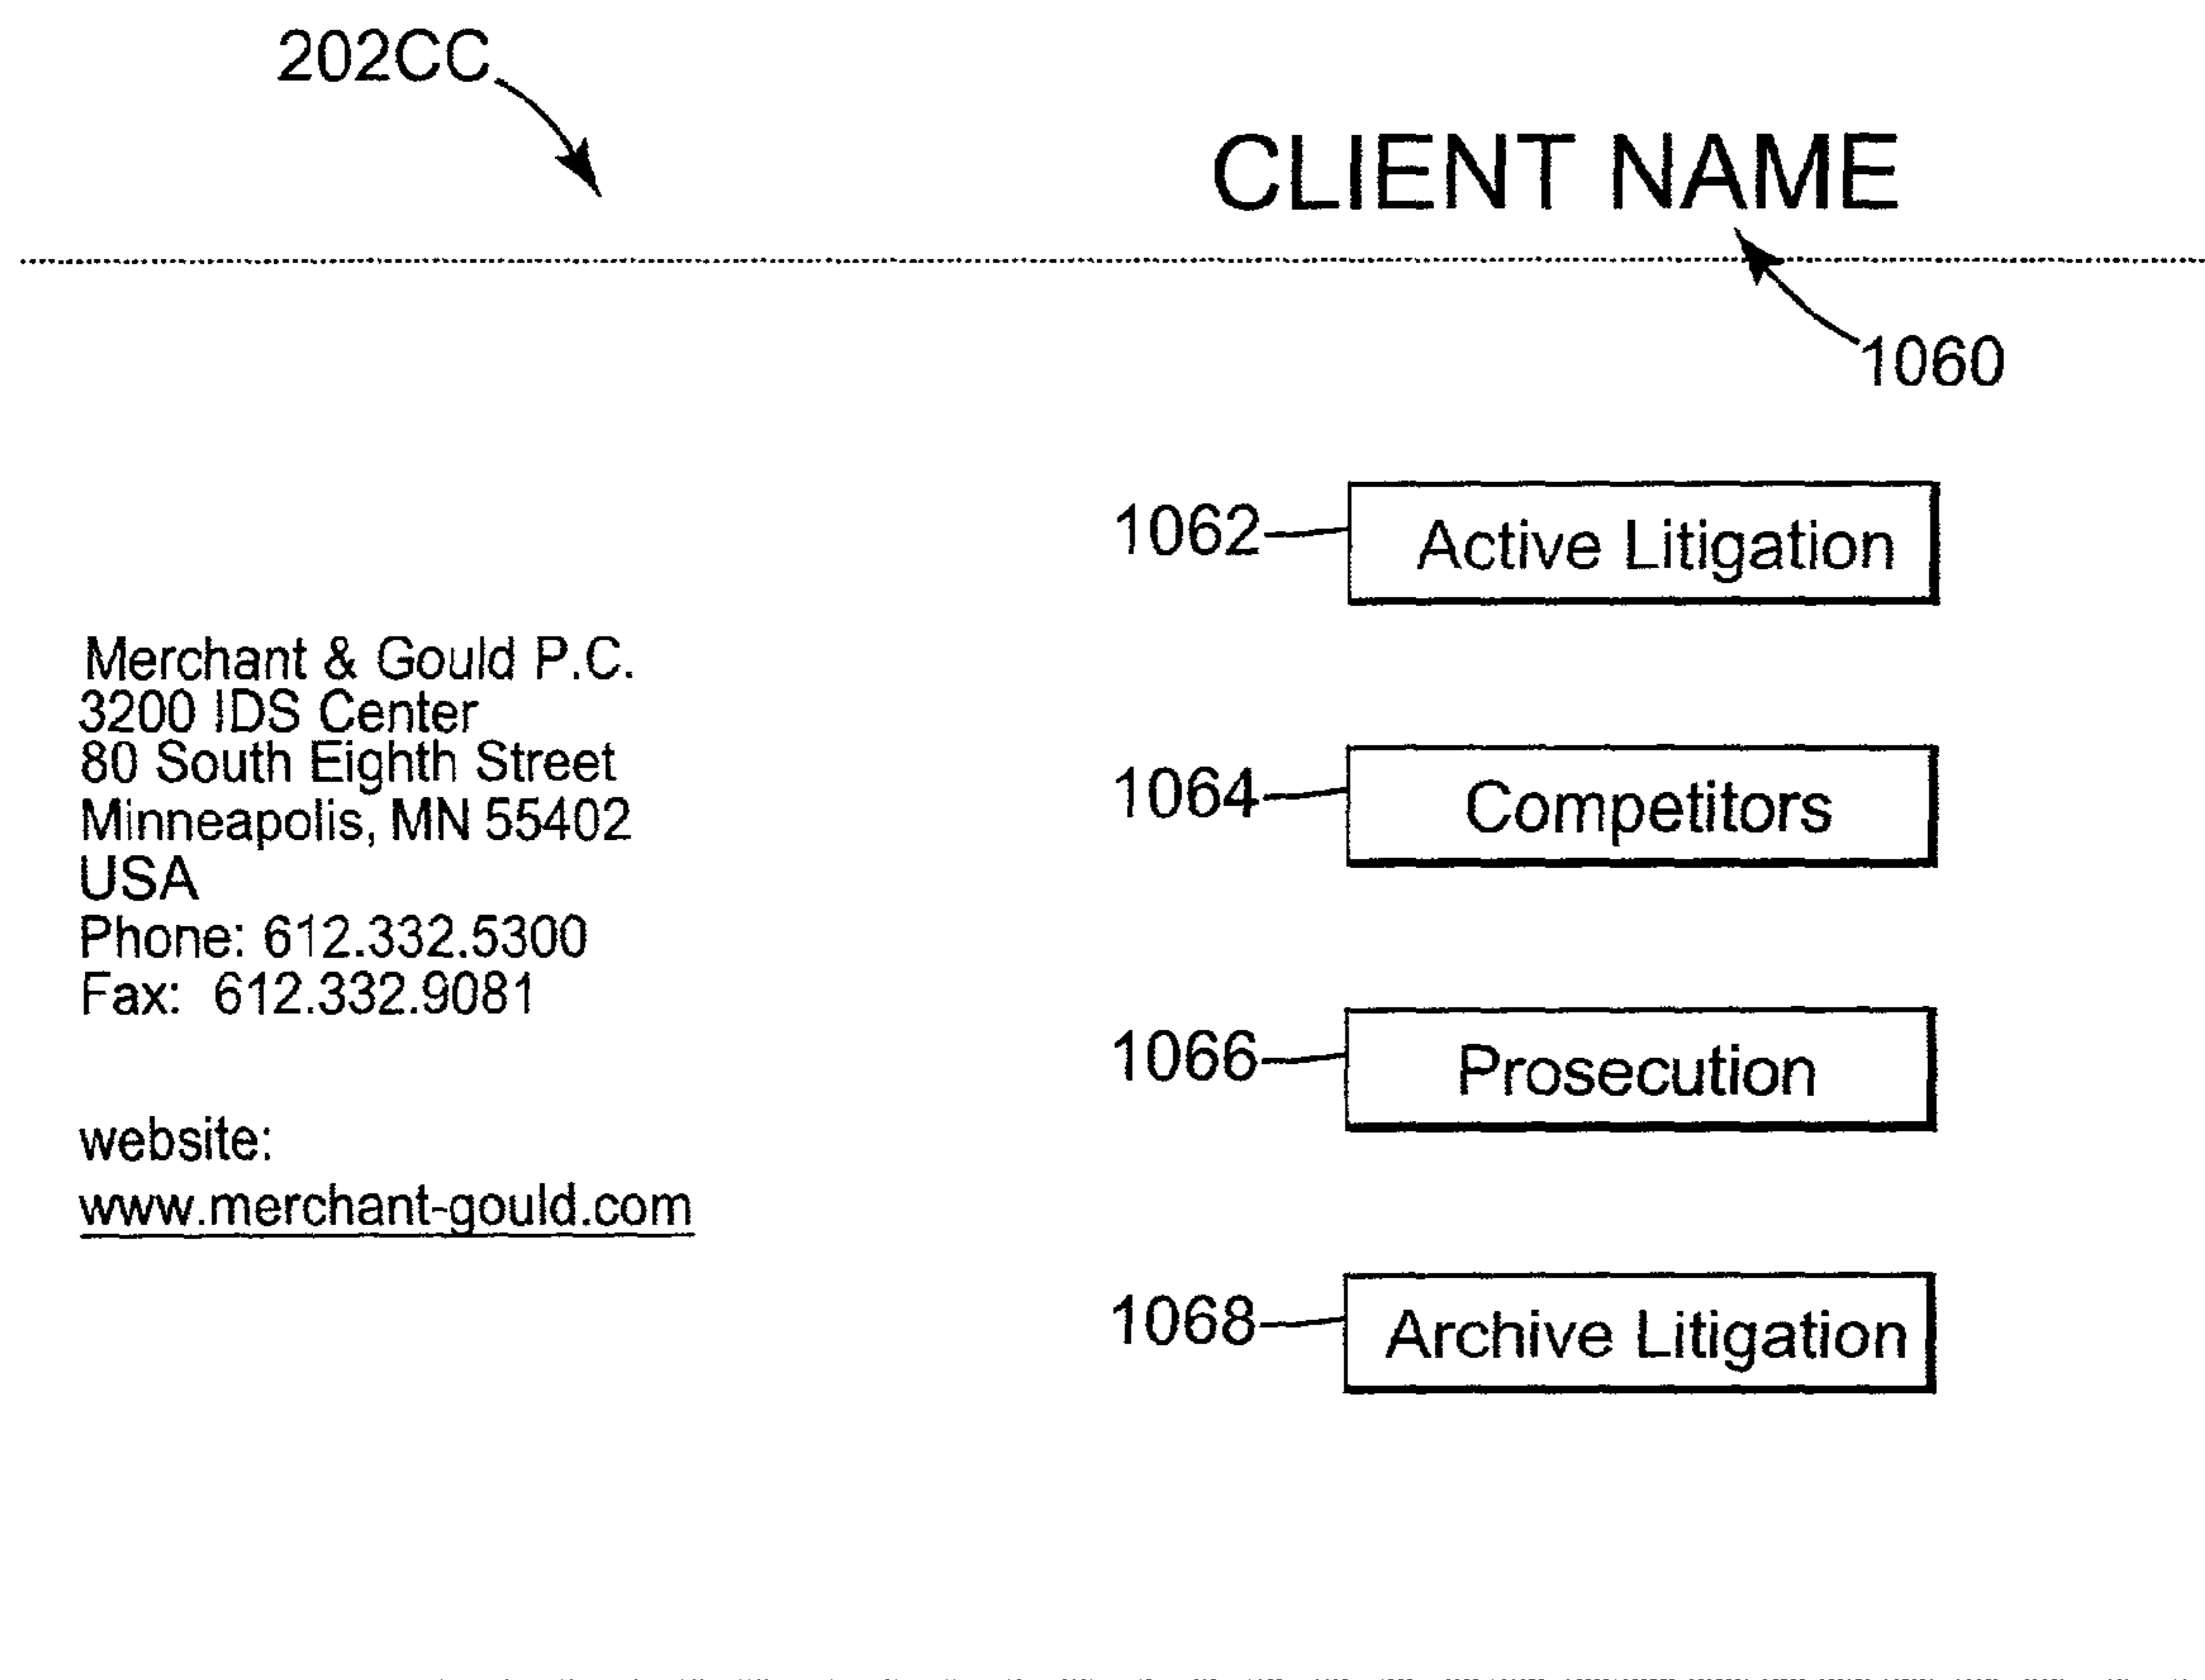 202CC
CLIENT NAME
1060
1062 Active Litigation
Merchant & Gould P.C.
3200 IDS Center
80 South Eighth Street
Minneapolis, MN 55402
USA
Phone: 612.332.5300
Fax: 612.332.9081
website:
www.merchant-gould.com
1064 Competitors
1066 Prosecution
1068 Archive Litigation